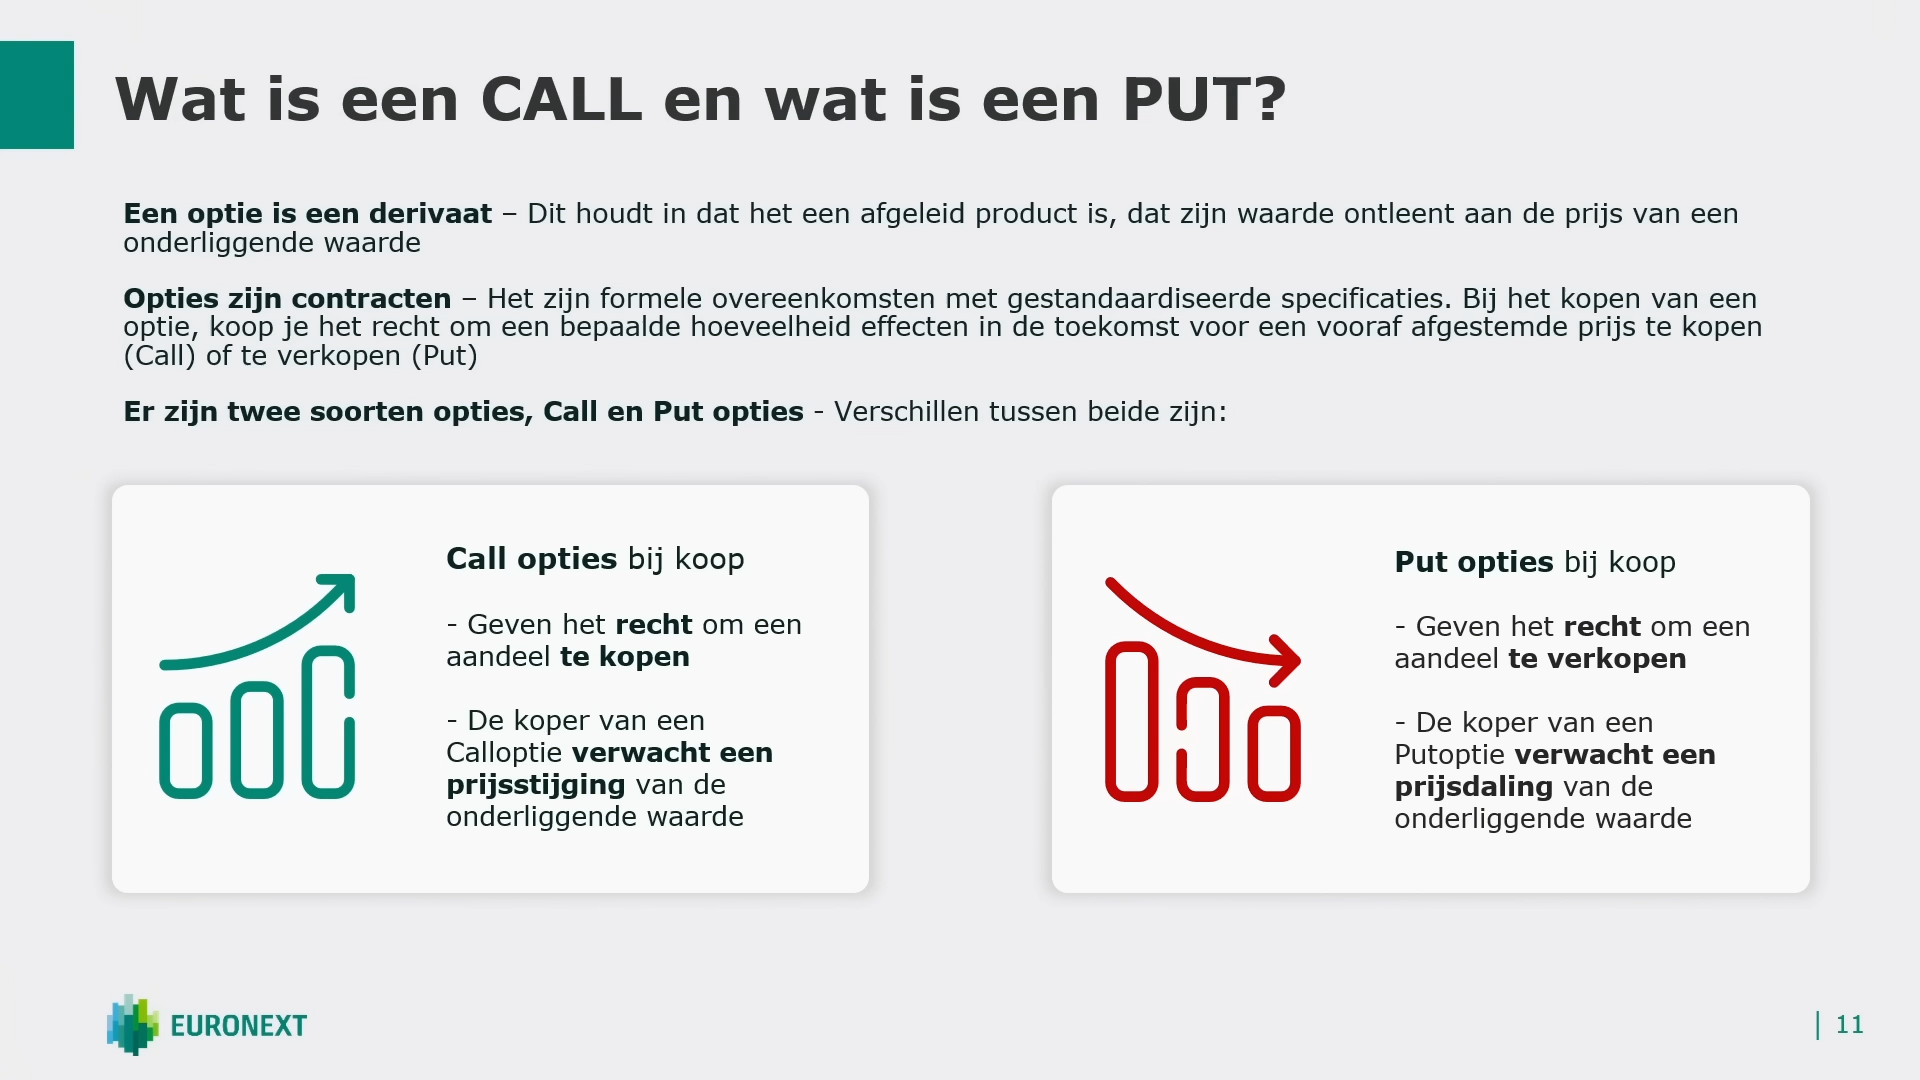 Wat is een CALL en wat is een PUT?
Een optie is een derivaat – Dit houdt in dat het een afgeleid product is, dat zijn waarde ontleent aan de prijs van een
onderliggende waarde
Opties zijn contracten – Het zijn formele overeenkomsten met gestandaardiseerde specificaties. Bij het kopen van een
optie, koop je het recht om een bepaalde hoeveelheid effecten in de toekomst voor een vooraf afgestemde prijs te kopen
(Call) of te verkopen (Put)
Er zijn twee soorten opties, Call en Put opties - Verschillen tussen beide zijn:
Call opties bij koop
- Geven het recht om een
aandeel te kopen
- De koper van een
Calloptie verwacht een
prijsstijging van de
onderliggende waarde
Put opties bij koop
- Geven het recht om een
aandeel te verkopen
- De koper van een
Putoptie verwacht een
prijsdaling van de
onderliggende waarde
EURONEXT
| 11